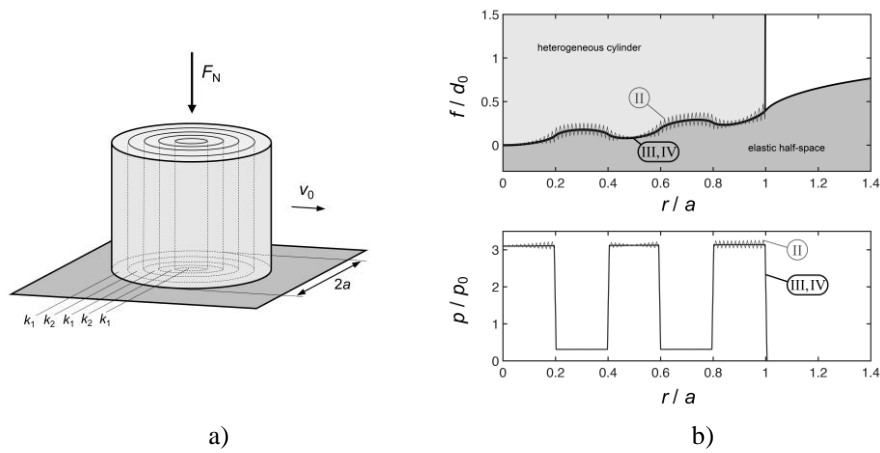 F_N
v_0
2a
k_1 k_2 k_1 k_2 k_1
a)
1.5
1
0.5
0
f / d_0
heterogeneous cylinder
II
III, IV
elastic half-space
0 0.2 0.4 0.6 0.8 1 1.2 1.4
r / a
3
2
1
0
p / p_0
II
III, IV
0 0.2 0.4 0.6 0.8 1 1.2 1.4
r / a
b)